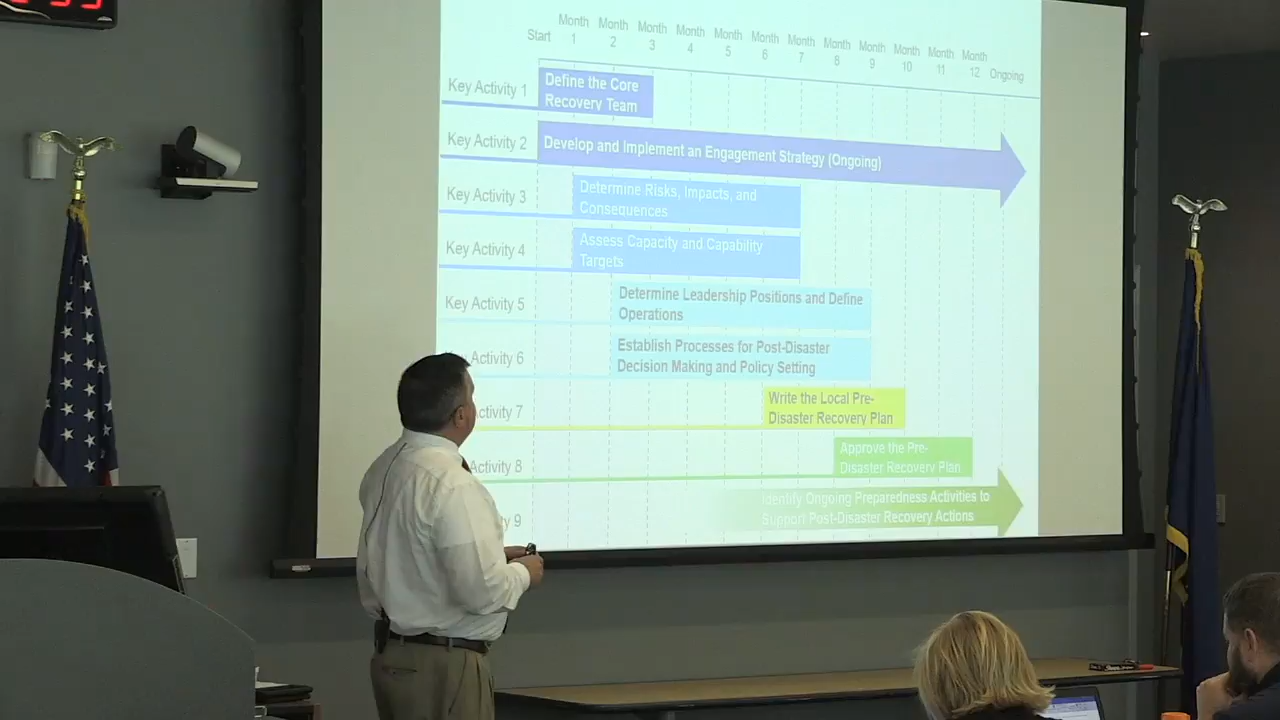 Month Month Month Month Month Month Month Month Month Month Month Month
Start 1 2 3 4 5 6 7 8 9 10 11 12 Ongoing
Key Activity 1
Define the Core
Recovery Team
Key Activity 2
Develop and Implement an Engagement Strategy (Ongoing)
Key Activity 3
Determine Risks, Impacts, and
Consequences
Key Activity 4
Assess Capacity and Capability
Targets
Key Activity 5
Determine Leadership Positions and Define
Operations
Activity 6
Establish Processes for Post-Disaster
Decision Making and Policy Setting
ctivity 7
Write the Local Pre-
Disaster Recovery Plan
Activity 8
Approve the Pre-
Disaster Recovery Plan
ty 9
Identify Ongoing Preparedness Activities to
Support Post-Disaster Recovery Actions